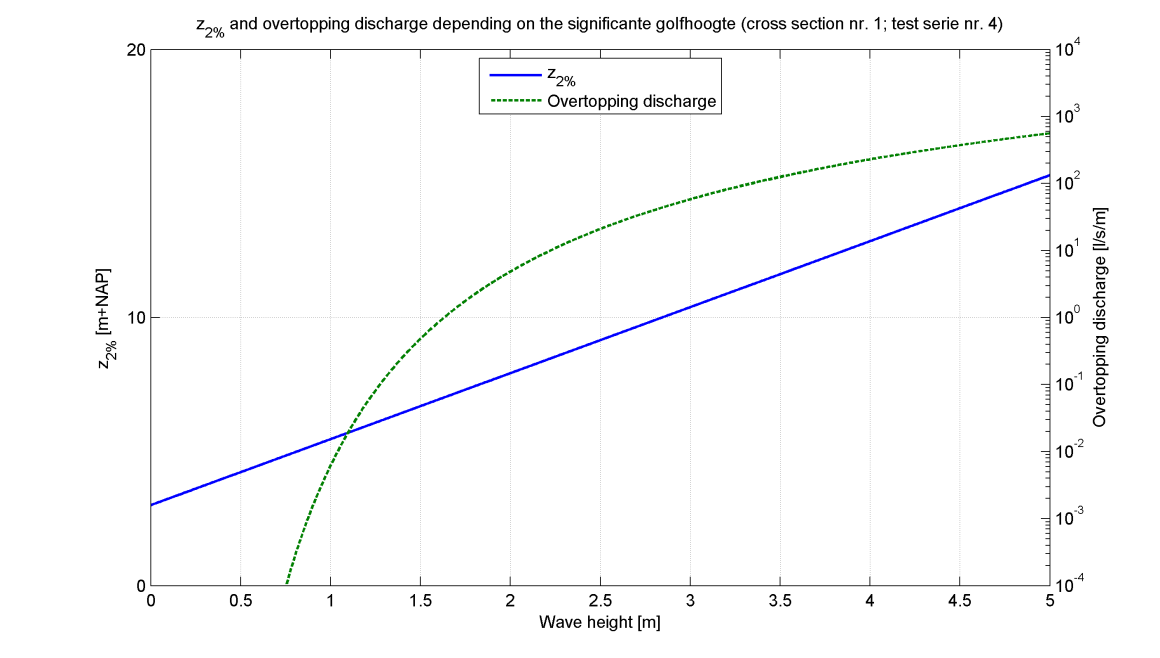 z2% and overtopping discharge depending on the significante golfhoogte (cross section nr. 1; test serie nr. 4)
z2%
Overtopping discharge
20
10
0
z2% [m+NAP]
10^4
10^3
10^2
10^1
10^0
10^-1
10^-2
10^-3
10^-4
Overtopping discharge [l/s/m]
0 0.5 1 1.5 2 2.5 3 3.5 4 4.5 5
Wave height [m]